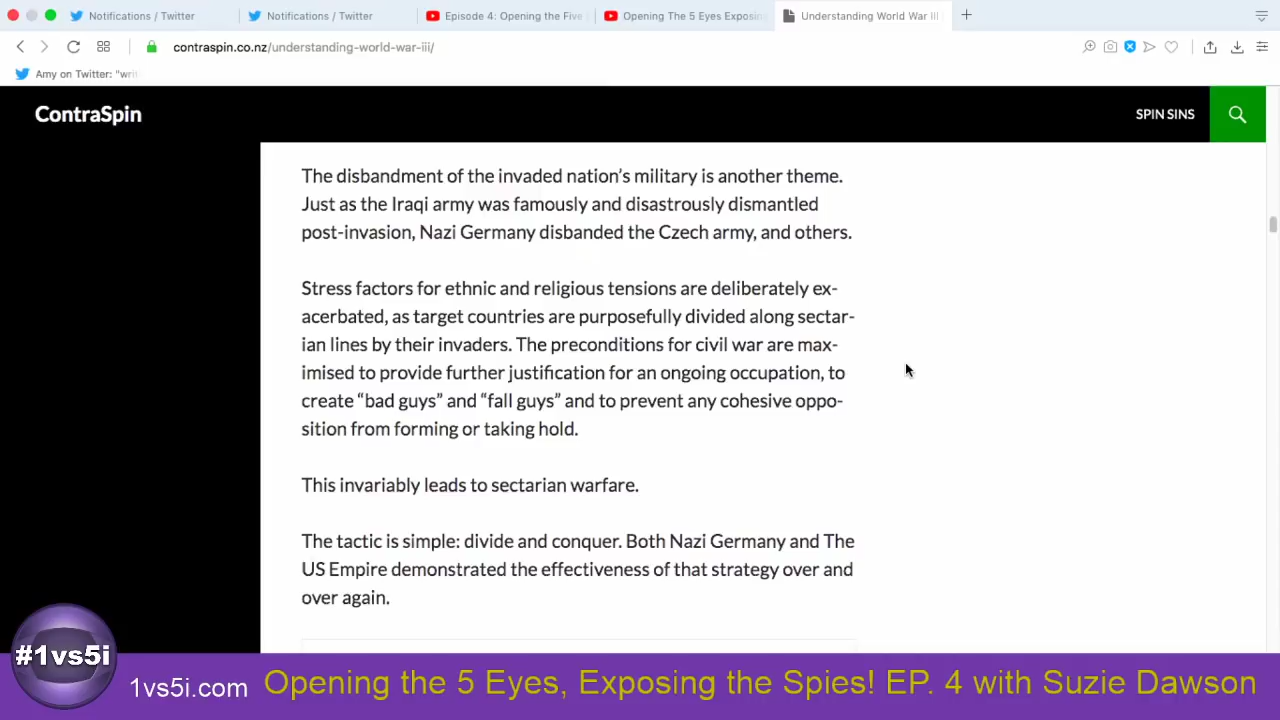 Notifications / Twitter
Notifications / Twitter
Episode 4: Opening the Five
Opening The 5 Eyes Exposin
Understanding World War III
contraspin.co.nz/understanding-world-war-iii/
Amy on Twitter: "writ
ContraSpin
SPIN SINS
The disbandment of the invaded nation’s military is another theme.
Just as the Iraqi army was famously and disastrously dismantled
post-invasion, Nazi Germany disbanded the Czech army, and others.
Stress factors for ethnic and religious tensions are deliberately ex-
acerbated, as target countries are purposefully divided along sectar-
ian lines by their invaders. The preconditions for civil war are max-
imised to provide further justification for an ongoing occupation, to
create “bad guys” and “fall guys” and to prevent any cohesive oppo-
sition from forming or taking hold.
This invariably leads to sectarian warfare.
The tactic is simple: divide and conquer. Both Nazi Germany and The
US Empire demonstrated the effectiveness of that strategy over and
over again.
#1vs5i
1vs5i.com
Opening the 5 Eyes, Exposing the Spies! EP. 4 with Suzie Dawson